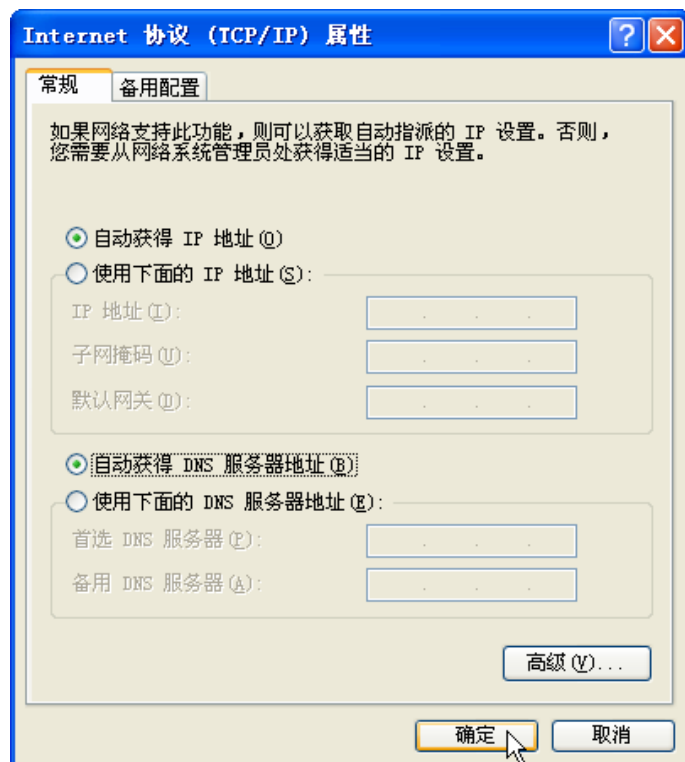 Internet 协议 (TCP/IP) 属性
常规
备用配置
如果网络支持此功能,则可以获取自动指派的 IP 设置。否则,
您需要从网络系统管理员处获得适当的 IP 设置。
自动获得 IP 地址(O)
使用下面的 IP 地址(S):
IP 地址(I):
子网掩码(U):
默认网关(D):
自动获得 DNS 服务器地址(B)
使用下面的 DNS 服务器地址(E):
首选 DNS 服务器(P):
备用 DNS 服务器(A):
高级(V)...
确定
取消